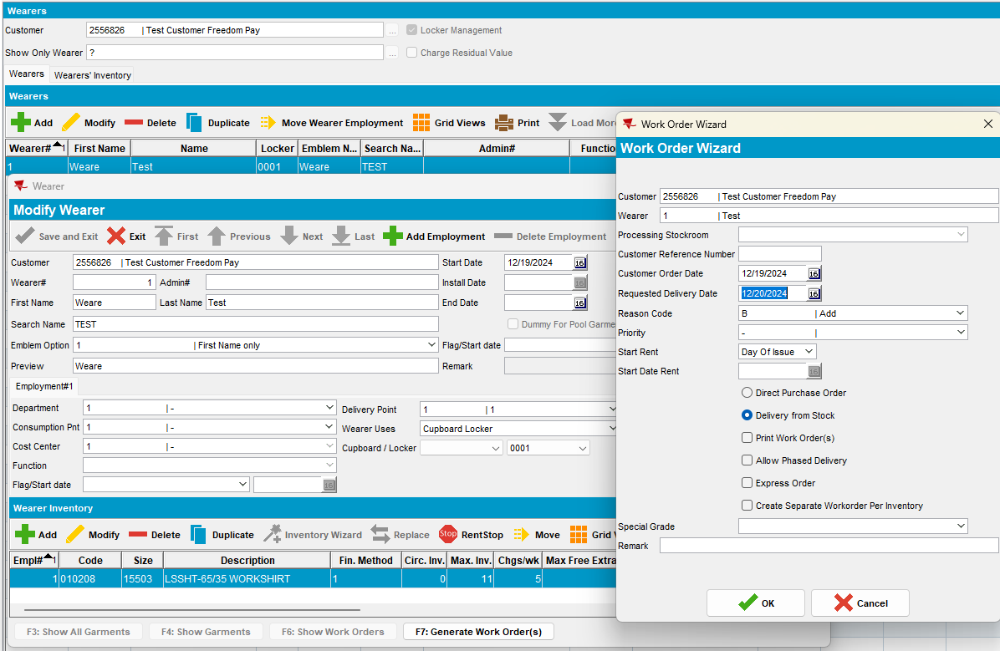 Wearers
Customer 2556826 | Test Customer Freedom Pay ... Locker Management
Show Only Wearer ? ... Charge Residual Value
Wearers Wearers' Inventory
Wearers
Add Modify Delete Duplicate Move Wearer Employment Grid Views Print Load More
Wearer# 1 First Name Name Locker Emblem N... Search Na... Admin# Functio
1 Weare Test 0001 Weare TEST
Wearer
Modify Wearer
Save and Exit Exit First Previous Next Last Add Employment Delete Employment
Customer 2556826 | Test Customer Freedom Pay Start Date 12/19/2024 16
Wearer# 1 Admin# Install Date 16
First Name Weare Last Name Test End Date 16
Search Name TEST Dummy For Pool Garme
Emblem Option 1 | First Name only Flag/Start date
Preview Weare Remark
Employment#1
Department 1 | - Delivery Point 1 | 1
Consumption Pnt 1 | - Wearer Uses Cupboard Locker
Cost Center 1 | - Cupboard / Locker 0001
Function
Flag/Start date 16
Wearer Inventory
Add Modify Delete Duplicate Inventory Wizard Replace Stop RentStop Move Grid V
Empl# 1 Code Size Description Fin. Method Circ. Inv. Max. Inv. Chgs/wk Max Free Extra
1 010208 15503 LSSHT-65/35 WORKSHIRT 1 0 11 5
F3: Show All Garments F4: Show Garments F6: Show Work Orders F7: Generate Work Order(s)
Work Order Wizard
Work Order Wizard
Customer 2556826 | Test Customer Freedom Pay
Wearer 1 | Test
Processing Stockroom
Customer Reference Number
Customer Order Date 12/19/2024 16
Requested Delivery Date 12/20/2024 16
Reason Code B | Add
Priority - |
Start Rent Day Of Issue
Start Date Rent 16
Direct Purchase Order
Delivery from Stock
Print Work Order(s)
Allow Phased Delivery
Express Order
Create Separate Workorder Per Inventory
Special Grade
Remark
OK Cancel